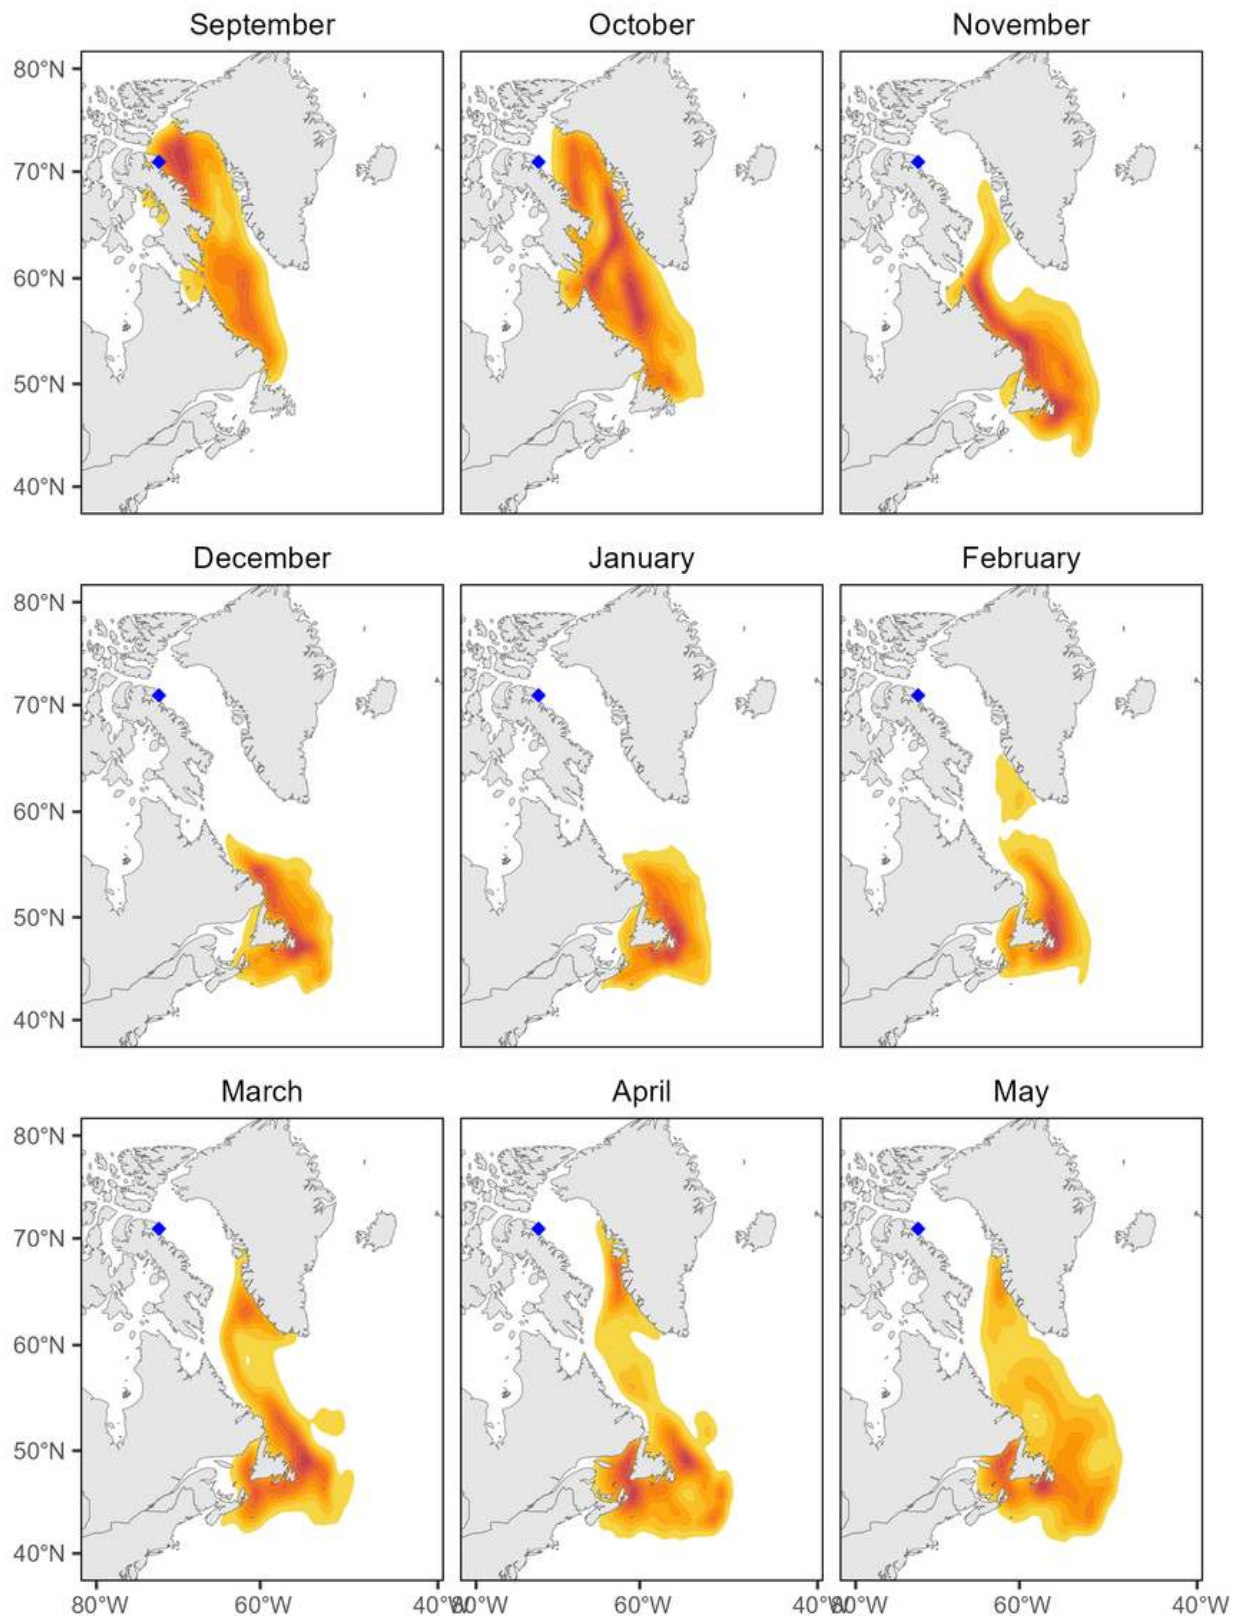 September October November
80°N
70°N
60°N
50°N
40°N
December January February
80°N
70°N
60°N
50°N
40°N
March April May
80°N
70°N
60°N
50°N
40°N
80°W 60°W 40°W 80°W 60°W 40°W 80°W 60°W 40°W